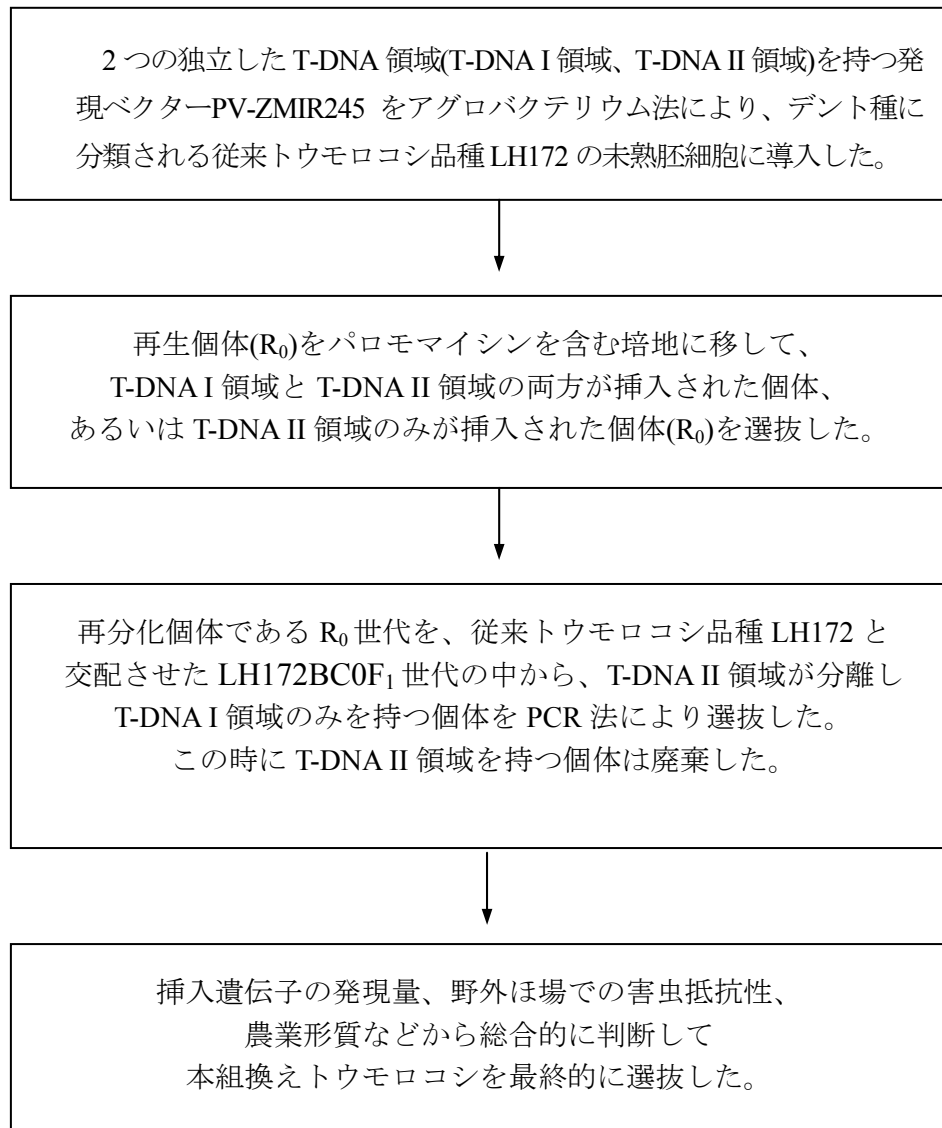 2 つの独立した T-DNA 領域(T-DNA I 領域、T-DNA II 領域)を持つ発
現ベクターPV-ZMIR245 をアグロバクテリウム法により、デント種に
分類される従来トウモロコシ品種 LH172 の未熟胚細胞に導入した。
再生個体(R₀)をパロモマイシンを含む培地に移して、
T-DNA I 領域と T-DNA II 領域の両方が挿入された個体、
あるいは T-DNA II 領域のみが挿入された個体(R₀)を選抜した。
再分化個体である R₀ 世代を、従来トウモロコシ品種 LH172 と
交配させた LH172BC0F₁ 世代の中から、T-DNA II 領域が分離し
T-DNA I 領域のみを持つ個体を PCR 法により選抜した。
この時に T-DNA II 領域を持つ個体は廃棄した。
挿入遺伝子の発現量、野外ほ場での害虫抵抗性、
農業形質などから総合的に判断して
本組換えトウモロコシを最終的に選抜した。